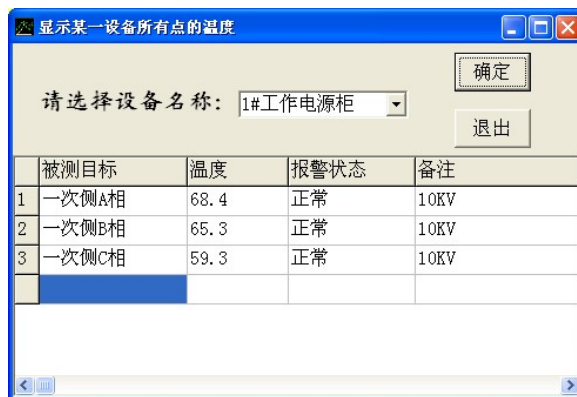 显示某一设备所有点的温度
确定
请选择设备名称: 1#工作电源柜
退出
被测目标 温度 报警状态 备注
1 一次侧A相 68.4 正常 10KV
2 一次侧B相 65.3 正常 10KV
3 一次侧C相 59.3 正常 10KV